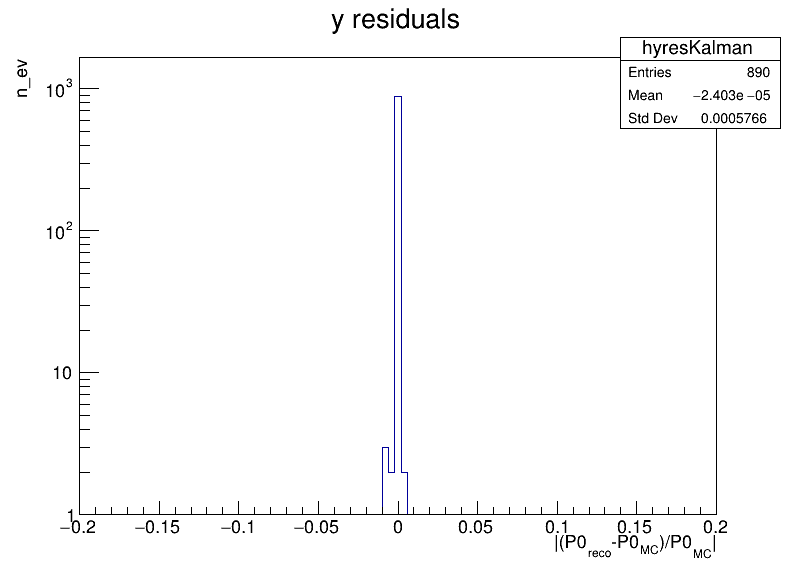 y residuals
hyresKalman
Entries 890
Mean −2.403e−05
Std Dev 0.0005766
n_ev
10³
10²
10
1
−0.2 −0.15 −0.1 −0.05 0 0.05 0.1 0.15 0.2
|(P0reco-P0MC)/P0MC|